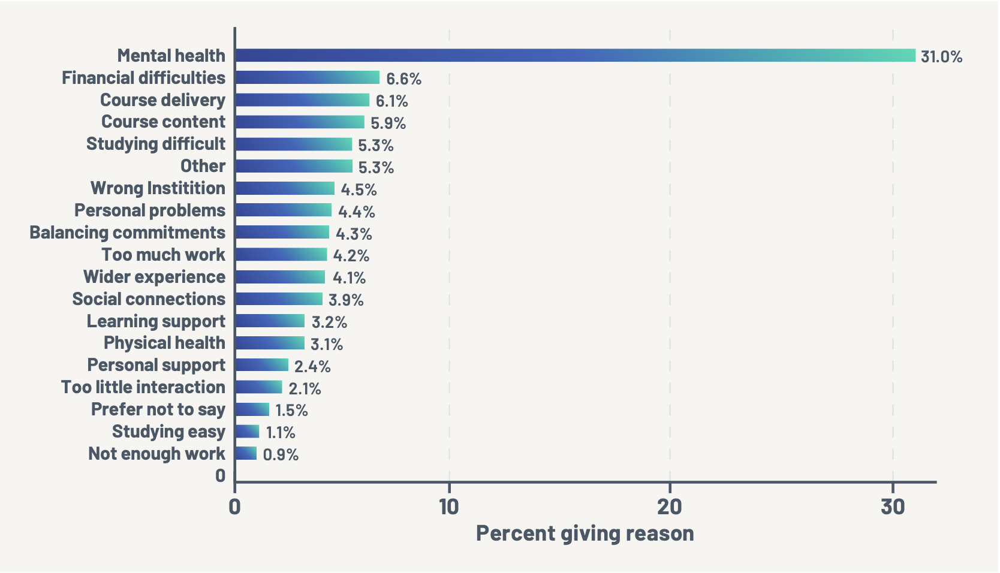 Mental health 31.0%
Financial difficulties 6.6%
Course delivery 6.1%
Course content 5.9%
Studying difficult 5.3%
Other 5.3%
Wrong Institition 4.5%
Personal problems 4.4%
Balancing commitments 4.3%
Too much work 4.2%
Wider experience 4.1%
Social connections 3.9%
Learning support 3.2%
Physical health 3.1%
Personal support 2.4%
Too little interaction 2.1%
Prefer not to say 1.5%
Studying easy 1.1%
Not enough work 0.9%
0
0 10 20 30
Percent giving reason